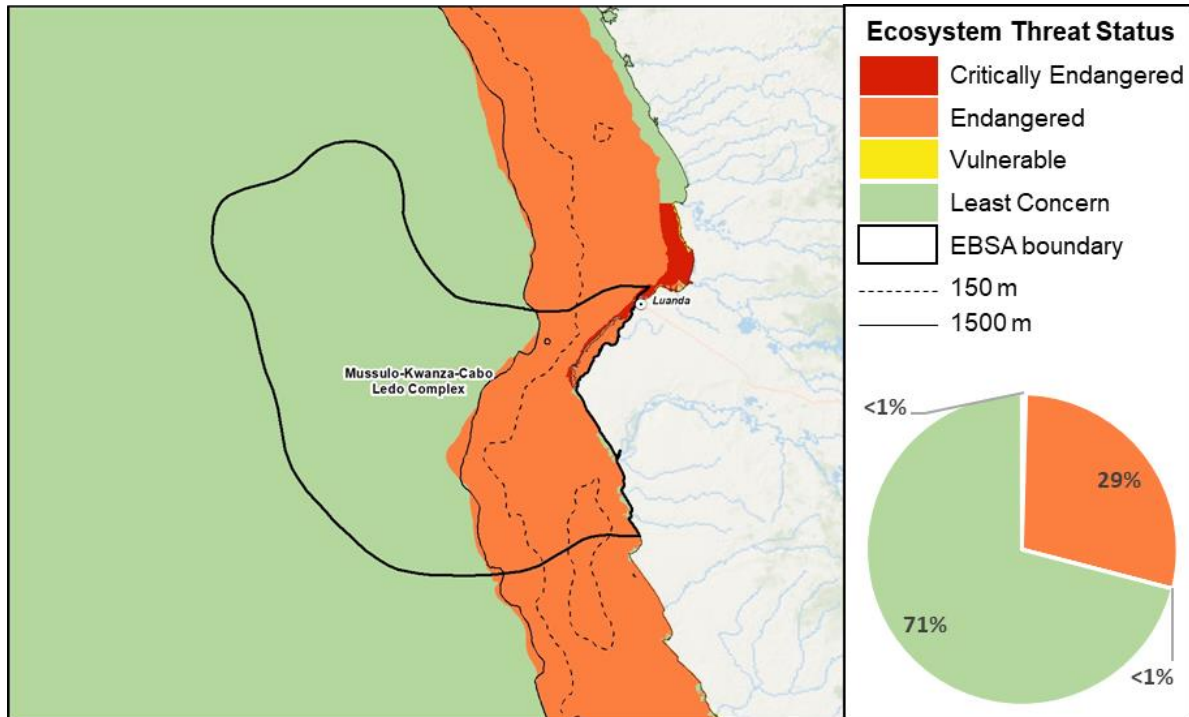 Luanda
Mussulo-Kwanza-Cabo
Ledo Complex
Ecosystem Threat Status
Critically Endangered
Endangered
Vulnerable
Least Concern
EBSA boundary
150 m
1500 m
<1%
29%
71%
<1%